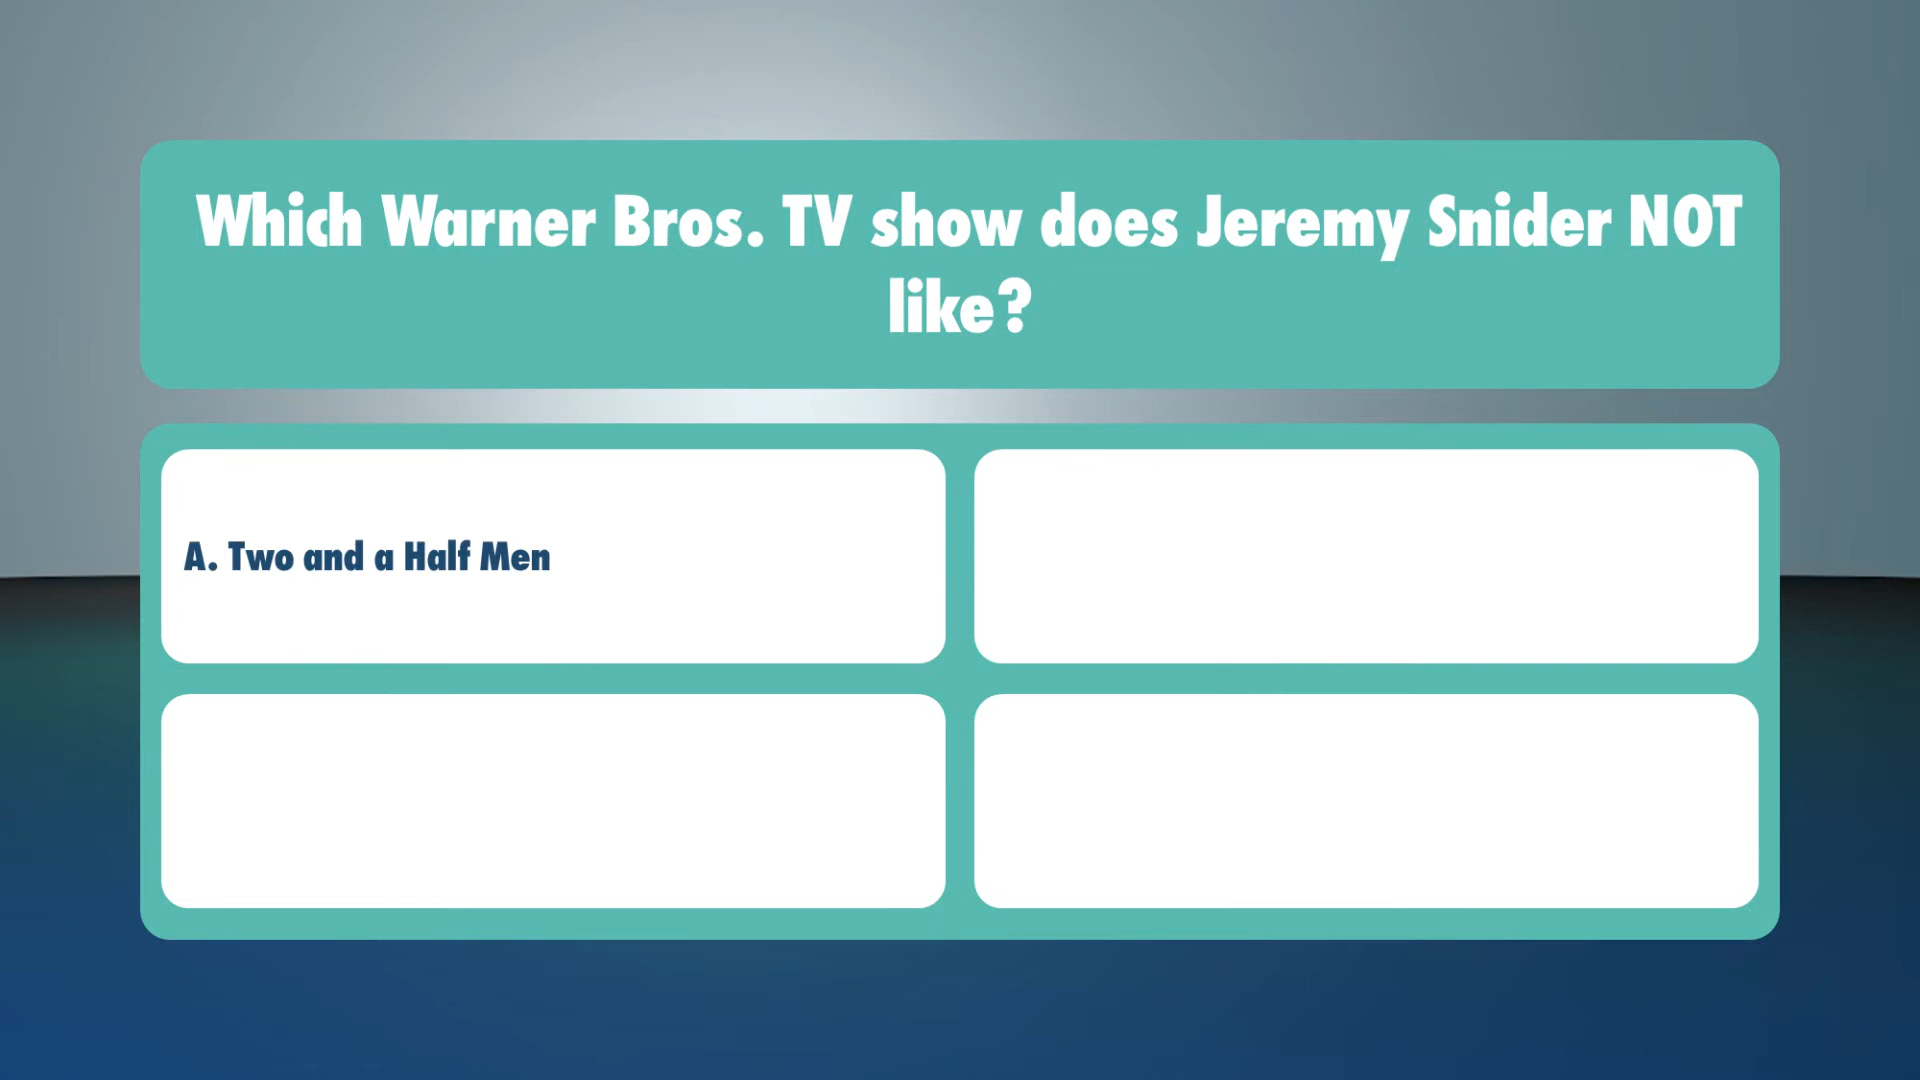 Which Warner Bros. TV show does Jeremy Snider NOT
like?
A. Two and a Half Men